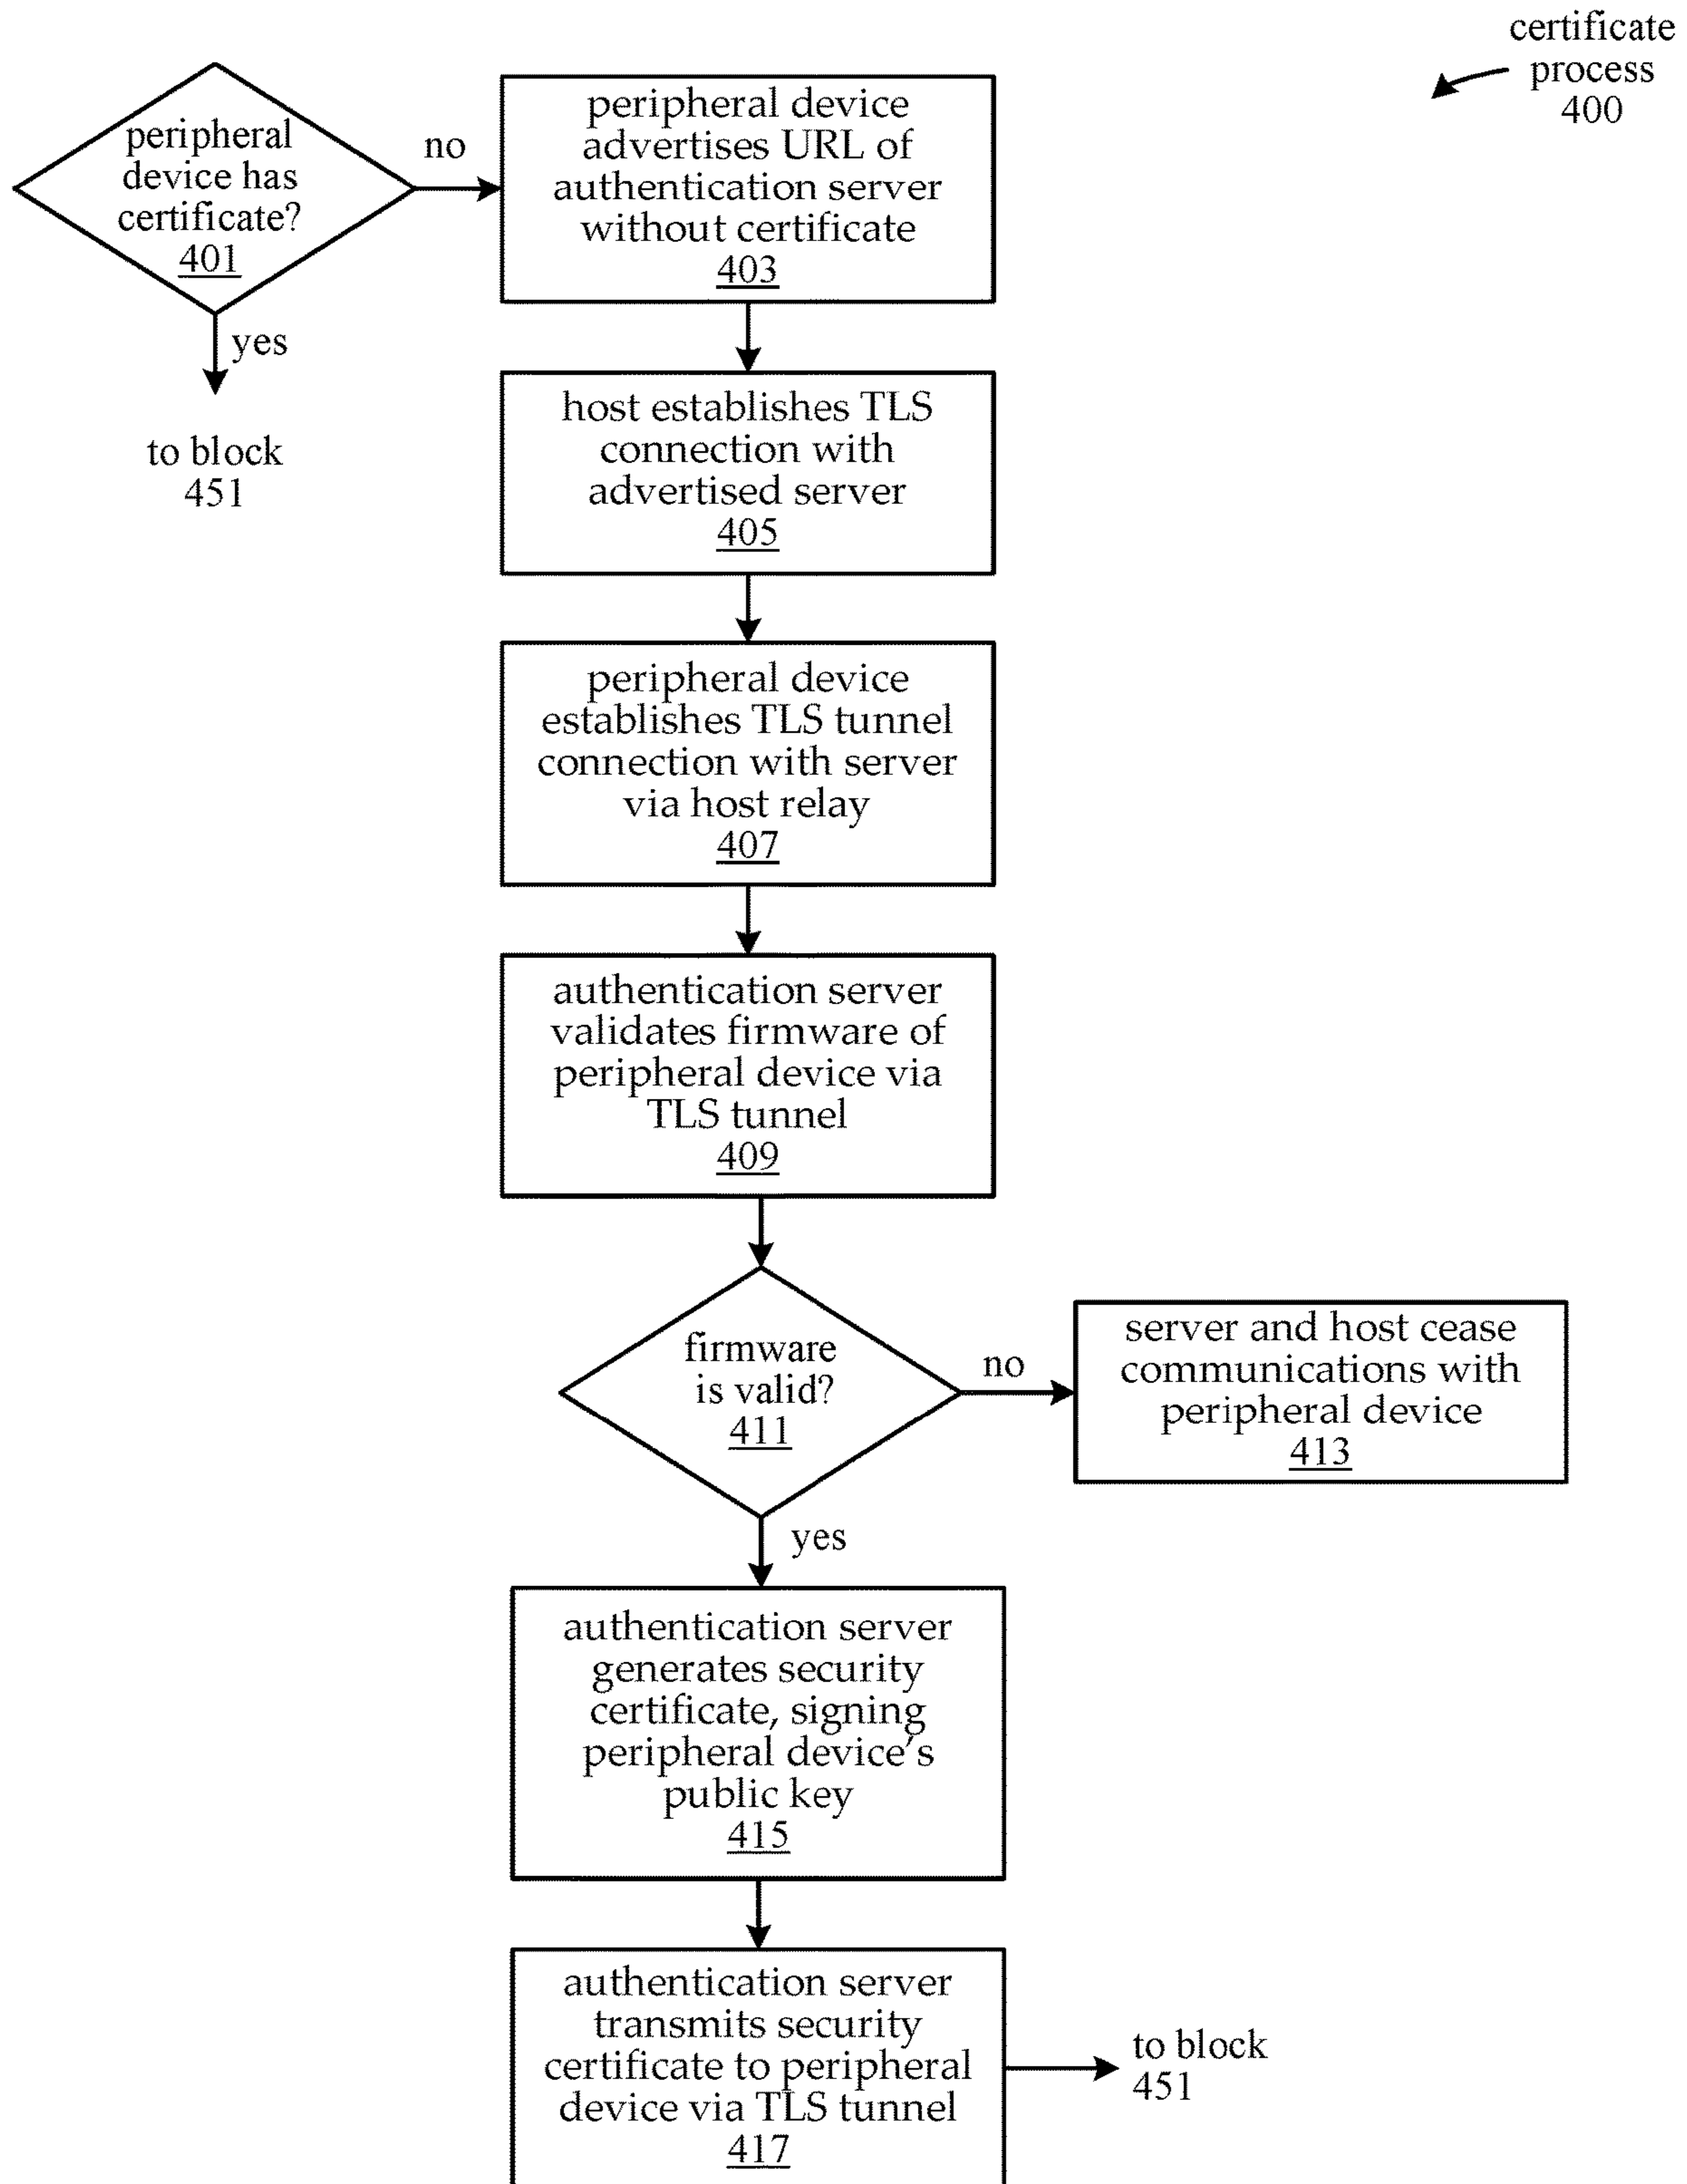 certificate
process
400
peripheral
device has
certificate?
401
no
yes
to block
451
peripheral device
advertises URL of
authentication server
without certificate
403
host establishes TLS
connection with
advertised server
405
peripheral device
establishes TLS tunnel
connection with server
via host relay
407
authentication server
validates firmware of
peripheral device via
TLS tunnel
409
firmware
is valid?
411
no
server and host cease
communications with
peripheral device
413
yes
authentication server
generates security
certificate, signing
peripheral device's
public key
415
authentication server
transmits security
certificate to peripheral
device via TLS tunnel
417
to block
451